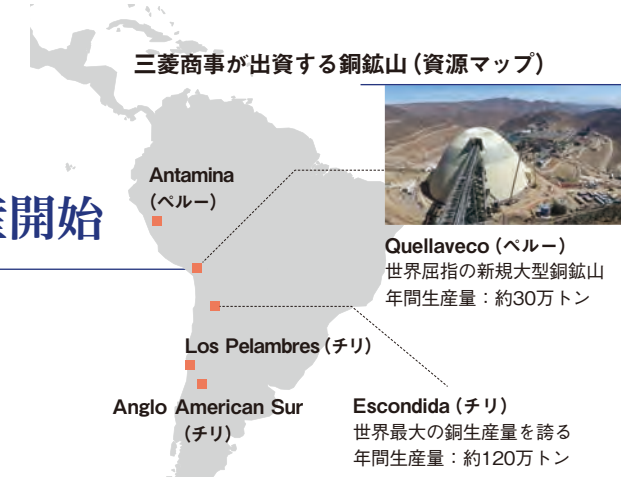 三菱商事が出資する銅鉱山（資源マップ）
Antamina
（ペルー）
開始
Quellaveco（ペルー）
世界屈指の新規大型銅鉱山
年間生産量：約30万トン
Los Pelambres（チリ）
Anglo American Sur
（チリ）
Escondida（チリ）
世界最大の銅生産量を誇る
年間生産量：約120万トン